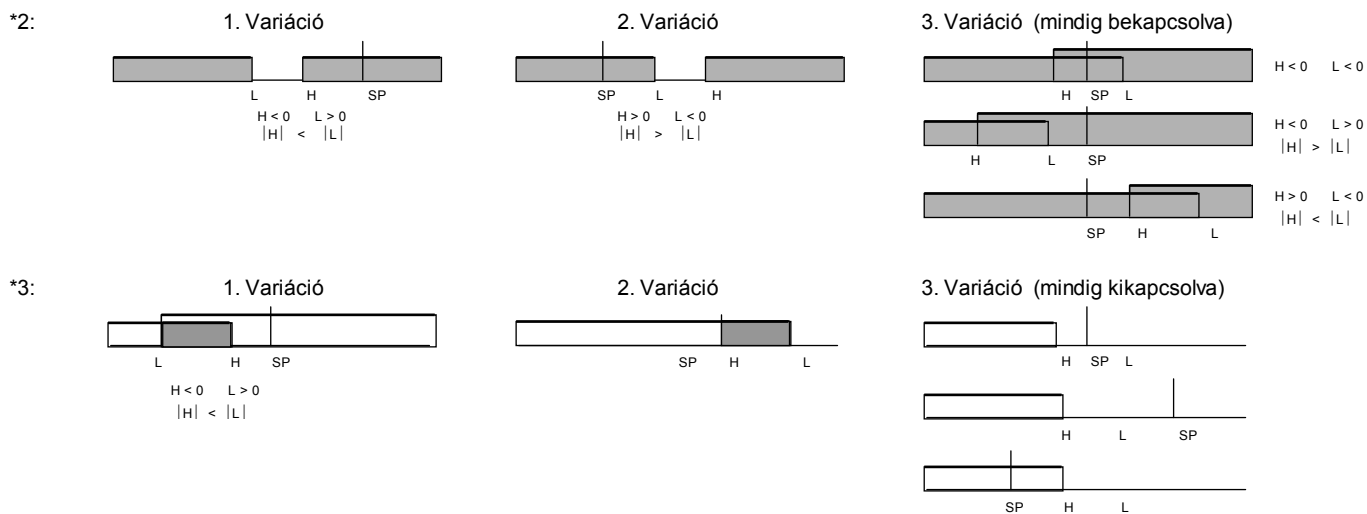 *2:
1. Variáció
L H SP
H < 0 L > 0
|H| < |L|
2. Variáció
SP L H
H > 0 L < 0
|H| > |L|
3. Variáció (mindig bekapcsolva)
H < 0 L < 0
H SP L
H < 0 L > 0
|H| > |L|
H L SP
H > 0 L < 0
|H| < |L|
SP H L
*3:
1. Variáció
L H SP
H < 0 L > 0
|H| < |L|
2. Variáció
SP H L
3. Variáció (mindig kikapcsolva)
H SP L
H L SP
SP H L